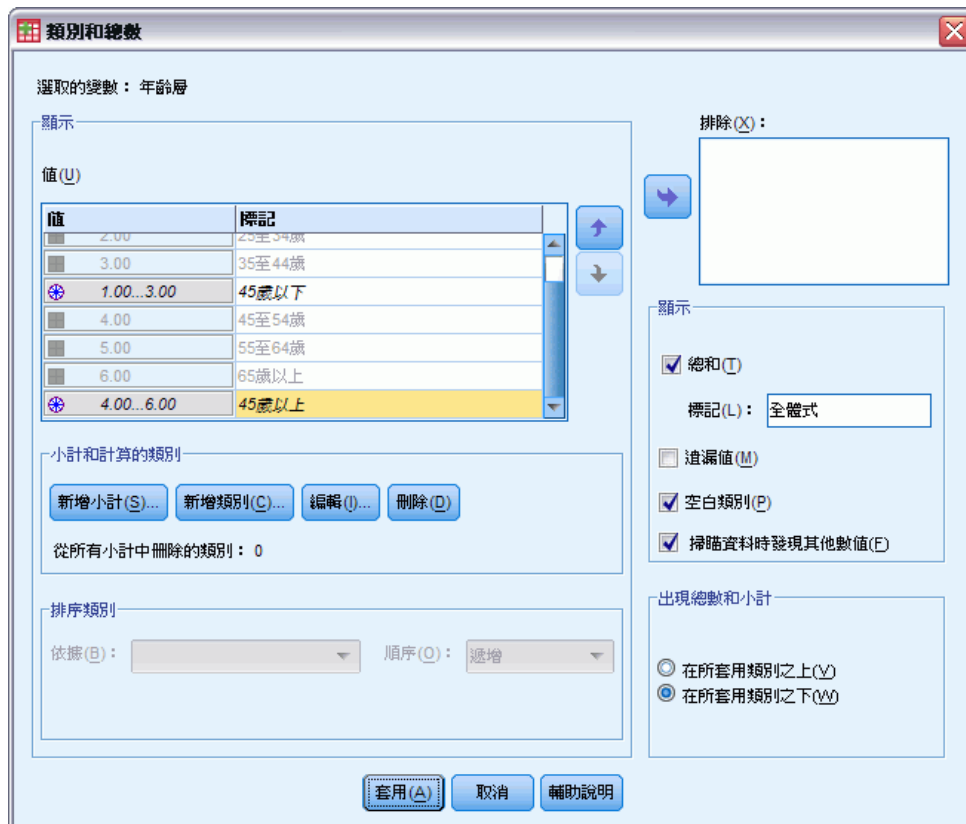 類別和總數
選取的變數： 年齡層
顯示
值(U)
值 標記
2.00 25至34歲
3.00 35至44歲
1.00...3.00 45歲以下
4.00 45至54歲
5.00 55至64歲
6.00 65歲以上
4.00...6.00 45歲以上
小計和計算的類別
新增小計(S)... 新增類別(C)... 編輯(I)... 刪除(D)
從所有小計中刪除的類別： 0
排序類別
依據(B)： 順序(O)： 遞增
排除(X)：
顯示
總和(T)
標記(L)： 全體式
遺漏值(M)
空白類別(P)
掃瞄資料時發現其他數值(F)
出現總數和小計
在所套用類別之上(V)
在所套用類別之下(W)
套用(A) 取消 輔助說明